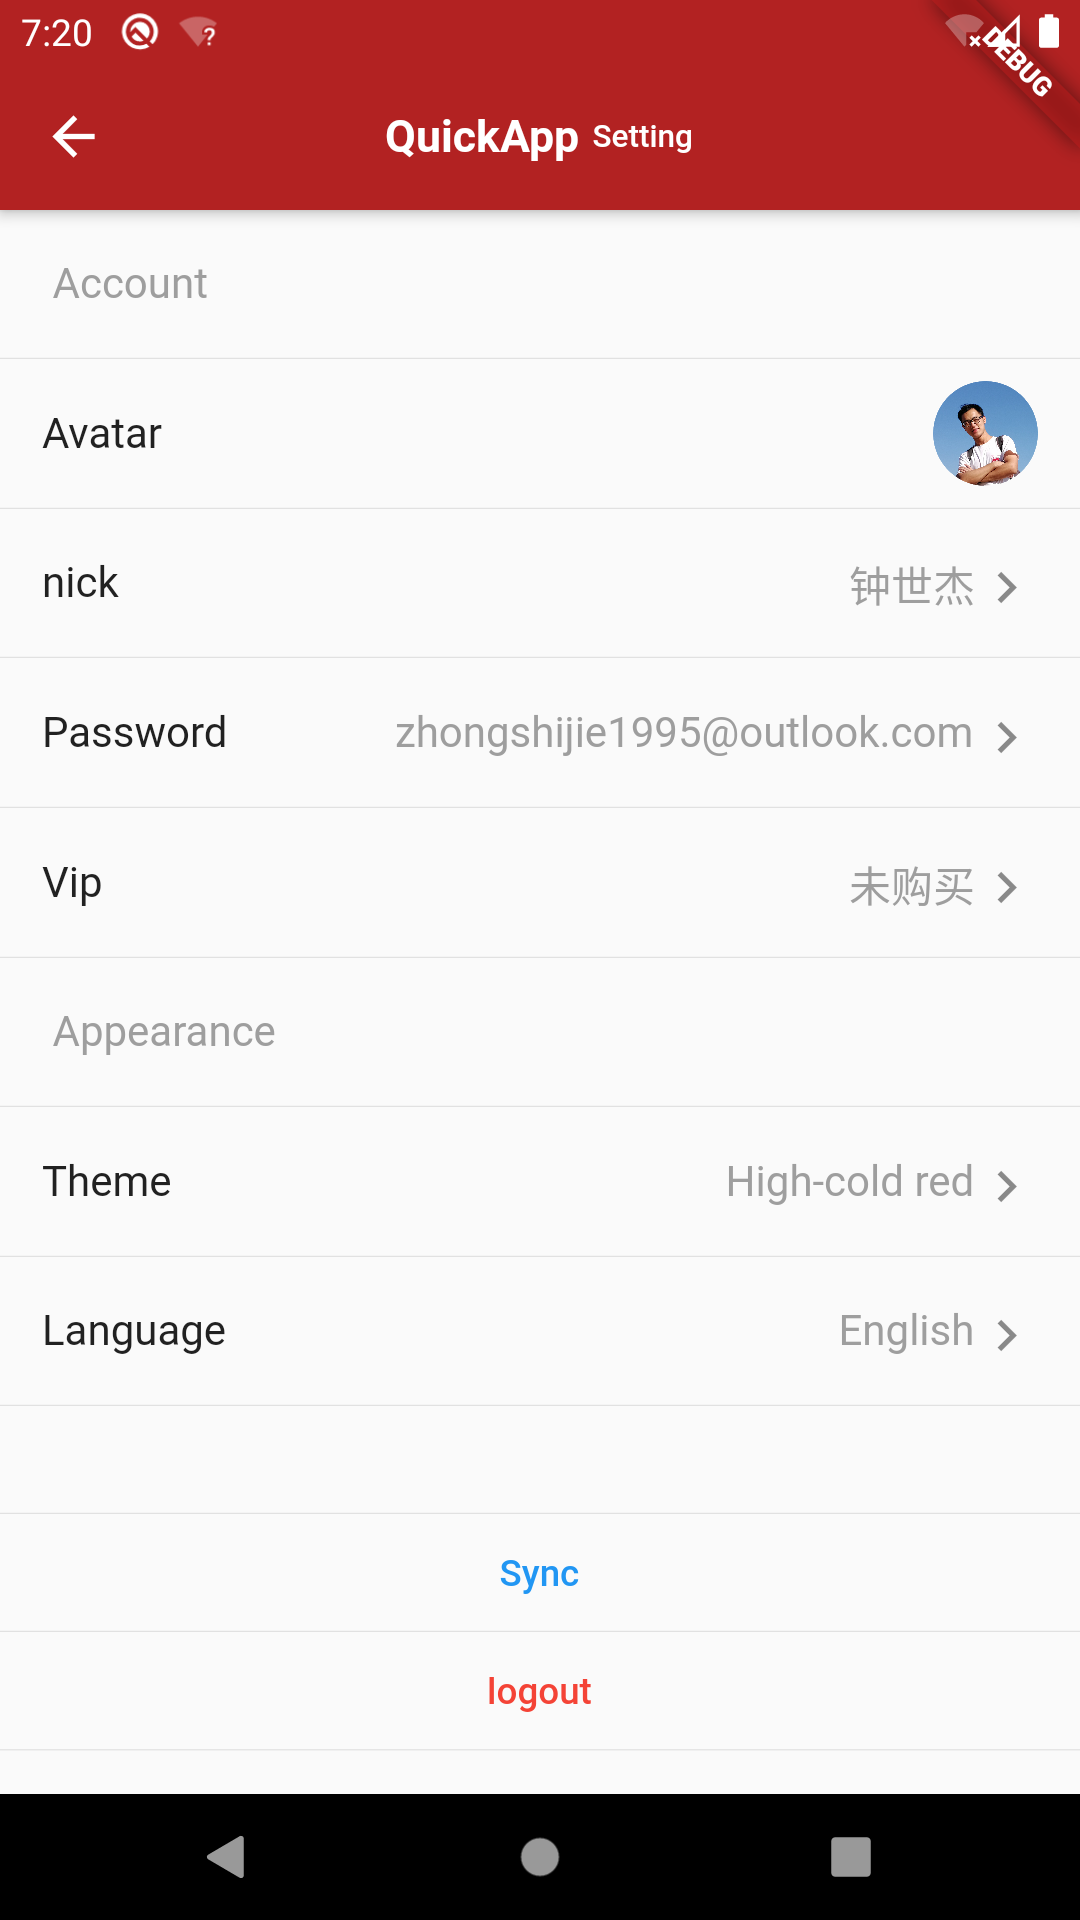 7:20
DEBUG
QuickApp Setting
Account
Avatar
nick 钟世杰
Password zhongshijie1995@outlook.com
Vip 未购买
Appearance
Theme High-cold red
Language English
Sync
logout